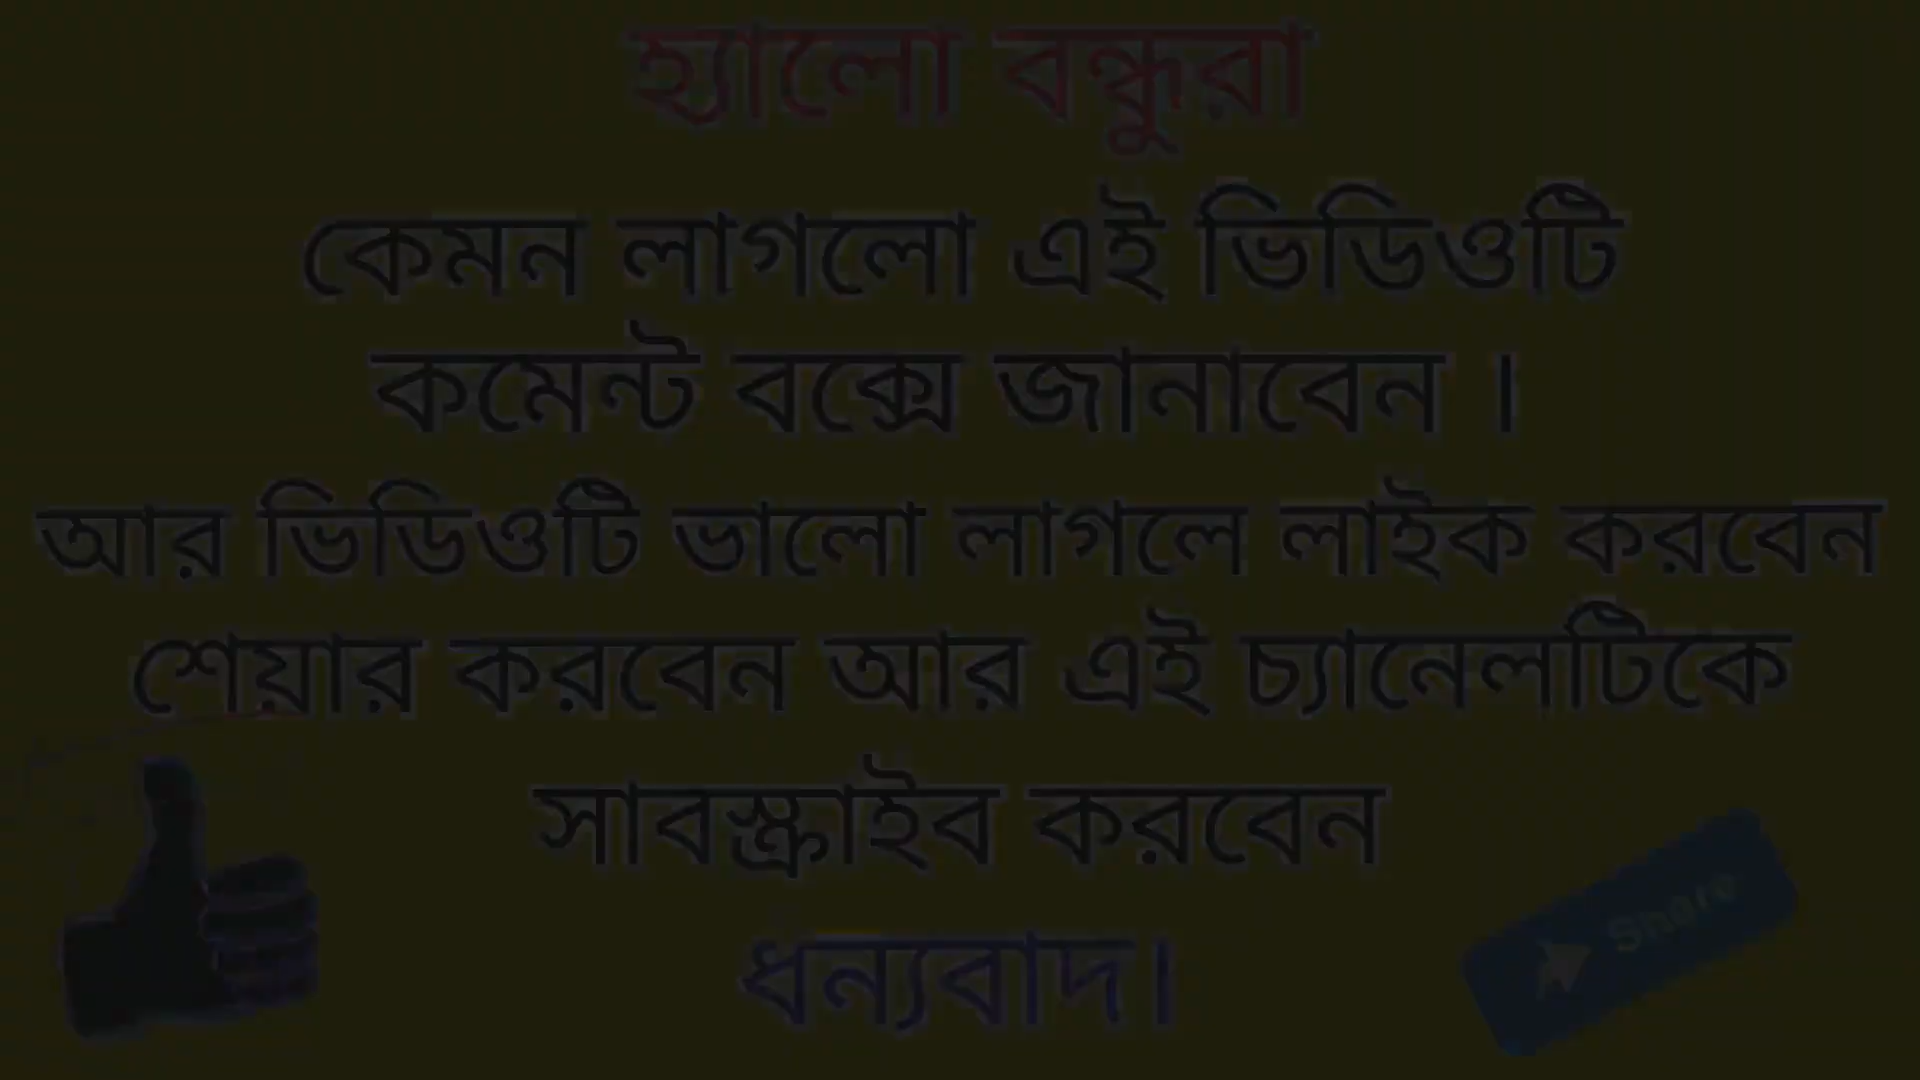 হ্যালো বন্ধুরা
কেমন লাগলো এই ভিডিওটি
কমেন্ট বক্সে জানাবেন ।
আর ভিডিওটি ভালো লাগলে লাইক করবেন
শেয়ার করবেন আর এই চ্যানেলটিকে
সাবস্ক্রাইব করবেন
Share
ধন্যবাদ।